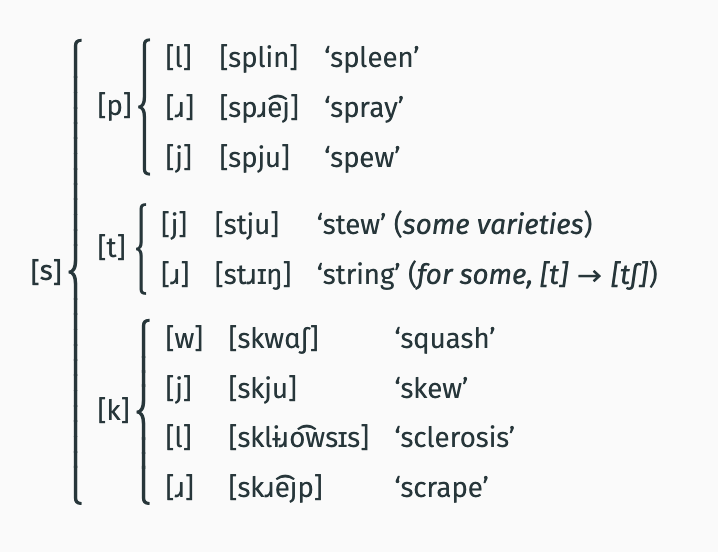 [l] [splin] ‘spleen’
[p] [ɹ] [spɹe͡j] ‘spray’
[j] [spju] ‘spew’
[j] [stju] ‘stew’ (some varieties)
[t]
[s] [ɹ] [stɹɪŋ] ‘string’ (for some, [t] → [tʃ])
[w] [skwɑʃ] ‘squash’
[j] [skju] ‘skew’
[k]
[l] [sklɨɹo͡wsɪs] ‘sclerosis’
[ɹ] [skɹe͡jp] ‘scrape’